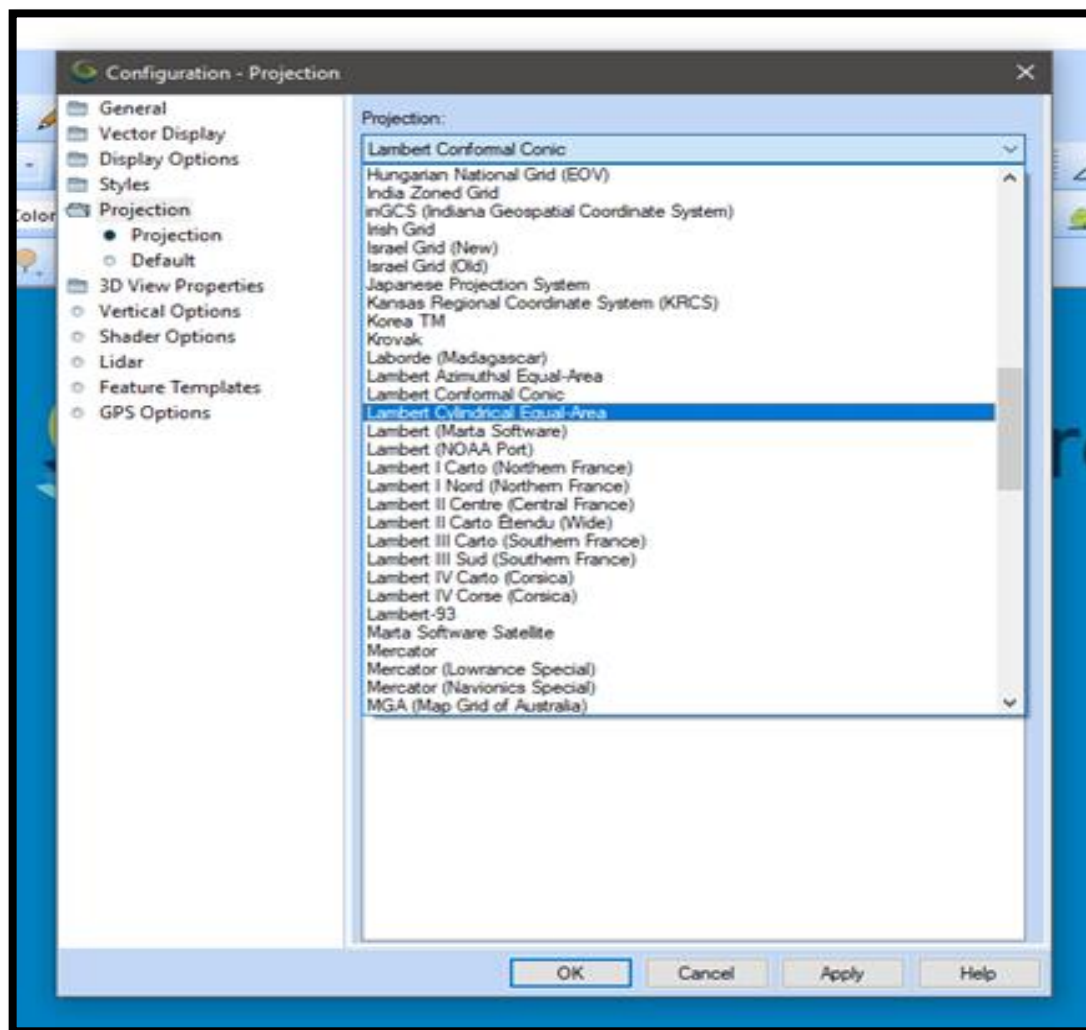 Configuration - Projection
General
Vector Display
Display Options
Styles
Projection
Projection
Default
3D View Properties
Vertical Options
Shader Options
Lidar
Feature Templates
GPS Options
Projection:
Lambert Conformal Conic
Hungarian National Grid (EOV)
India Zoned Grid
inGCS (Indiana Geospatial Coordinate System)
Irish Grid
Israel Grid (New)
Israel Grid (Old)
Japanese Projection System
Kansas Regional Coordinate System (KRCS)
Korea TM
Krovak
Laborde (Madagascar)
Lambert Azimuthal Equal-Area
Lambert Conformal Conic
Lambert Cylindrical Equal-Area
Lambert (Marta Software)
Lambert (NOAA Port)
Lambert I Carto (Northern France)
Lambert I Nord (Northern France)
Lambert II Centre (Central France)
Lambert II Carto Étendu (Wide)
Lambert III Carto (Southern France)
Lambert III Sud (Southern France)
Lambert IV Carto (Corsica)
Lambert IV Corse (Corsica)
Lambert-93
Marta Software Satellite
Mercator
Mercator (Lowrance Special)
Mercator (Navionics Special)
MGA (Map Grid of Australia)
OK
Cancel
Apply
Help